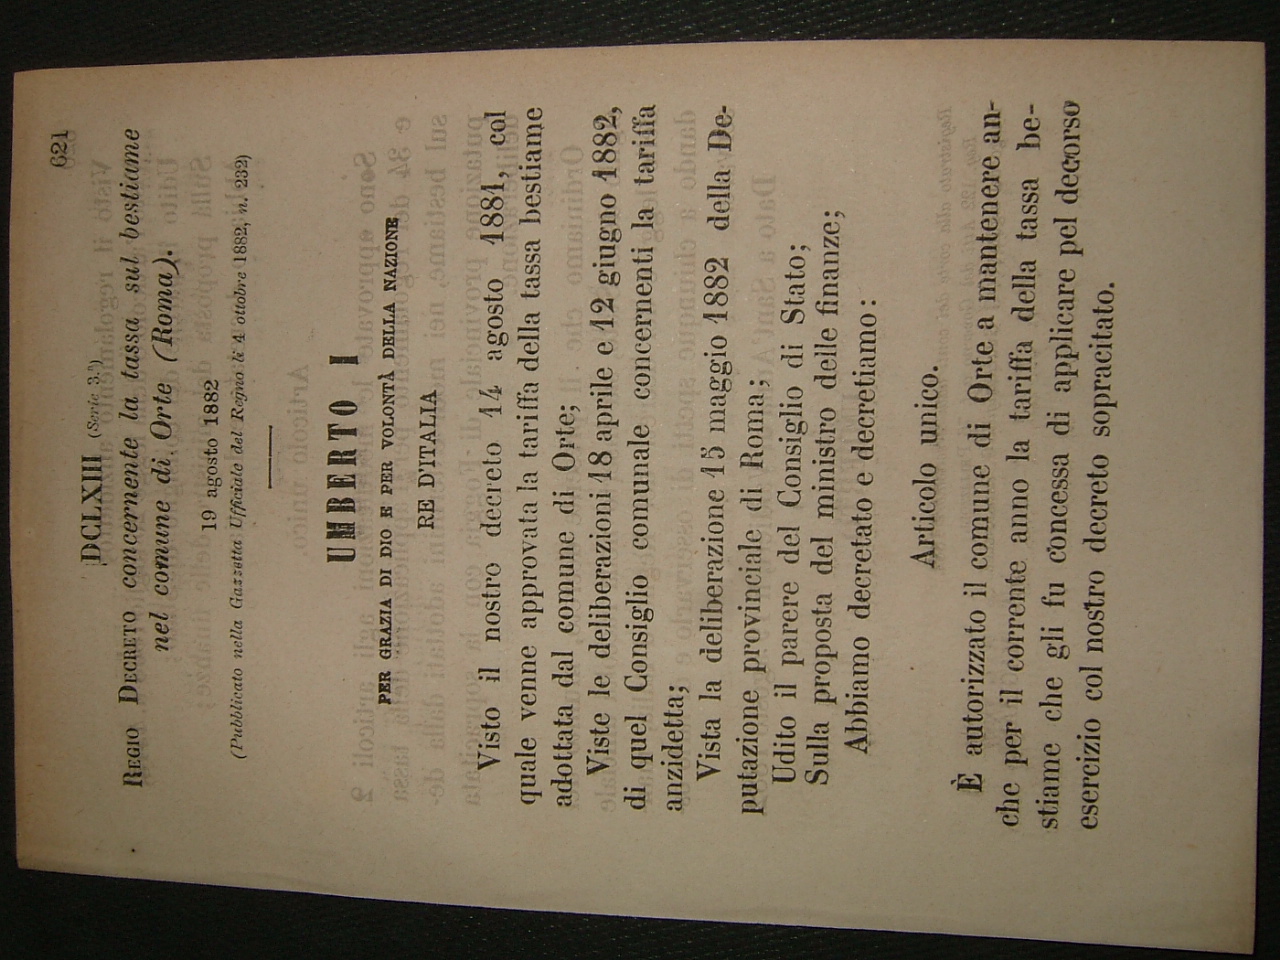 621
DCLXIII (Serie 3.ª)
REGIO DECRETO concernente la tassa sul bestiame
nel comune di Orte (Roma).
19 agosto 1882
(Pubblicato nella Gazzetta Ufficiale del Regno li 4 ottobre 1882, n. 232)
UMBERTO I
PER GRAZIA DI DIO E PER VOLONTÀ DELLA NAZIONE
RE D'ITALIA
Visto il nostro decreto 14 agosto 1881, col
quale venne approvata la tariffa della tassa bestiame
adottata dal comune di Orte;
Viste le deliberazioni 18 aprile e 12 giugno 1882,
di quel Consiglio comunale concernenti la tariffa
anzidetta;
Vista la deliberazione 15 maggio 1882 della De-
putazione provinciale di Roma;
Udito il parere del Consiglio di Stato;
Sulla proposta del ministro delle finanze;
Abbiamo decretato e decretiamo:
Articolo unico.
È autorizzato il comune di Orte a mantenere an-
che per il corrente anno la tariffa della tassa be-
stiame che gli fu concessa di applicare pel decorso
esercizio col nostro decreto sopracitato.